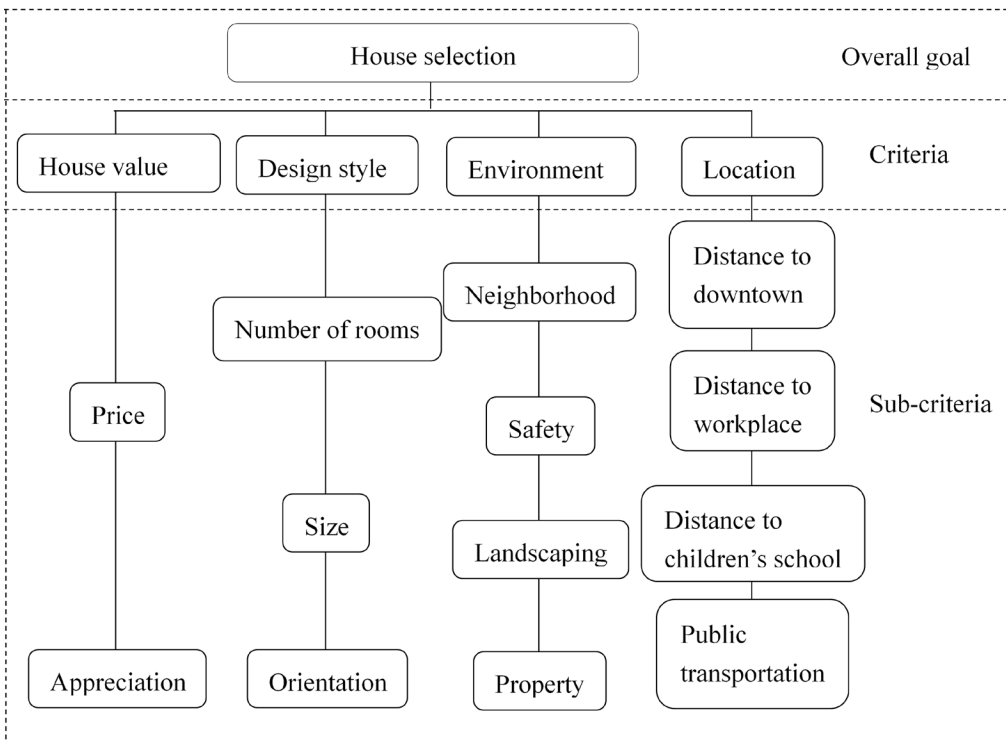 House selection
Overall goal
House value
Design style
Environment
Location
Criteria
Distance to
downtown
Neighborhood
Number of rooms
Distance to
workplace
Price
Safety
Sub-criteria
Size
Landscaping
Distance to
children’s school
Appreciation
Orientation
Property
Public
transportation